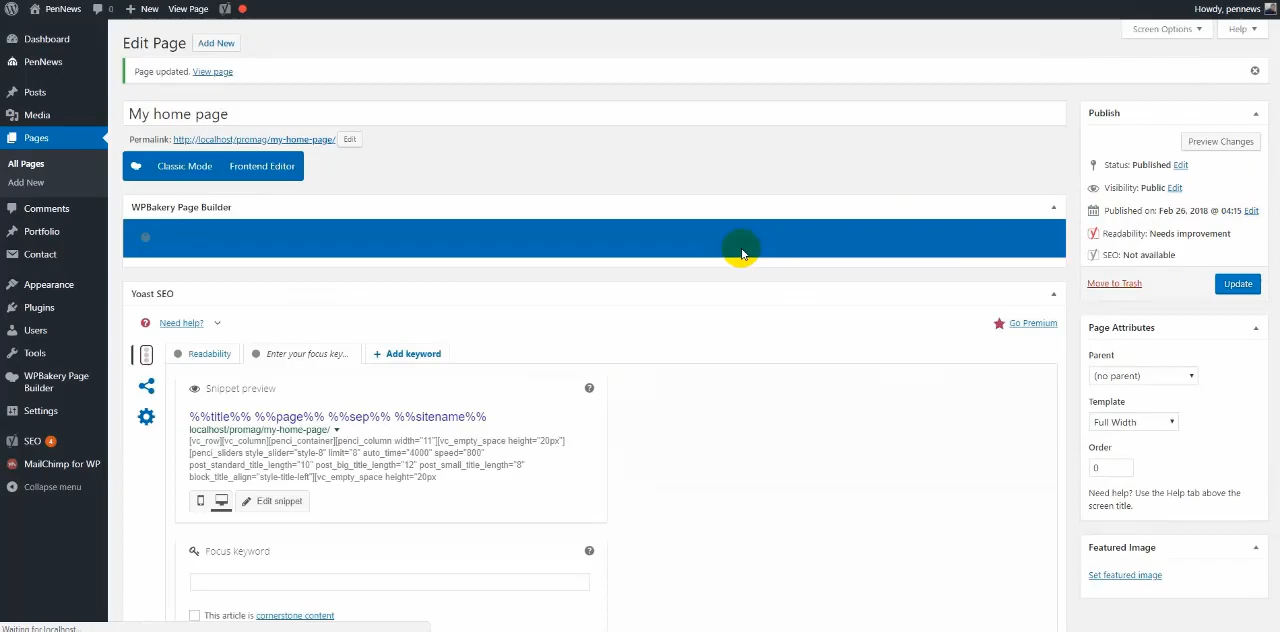 PenNews 0 New View Page Howdy, pennews
Screen Options Help
Dashboard
PenNews
Posts
Media
Pages
All Pages
Add New
Comments
Portfolio
Contact
Appearance
Plugins
Users
Tools
WPBakery Page
Builder
Settings
SEO 4
MailChimp for WP
Collapse menu
Edit Page Add New
Page updated. View page
My home page
Permalink: http://localhost/promag/my-home-page/ Edit
Classic Mode Frontend Editor
WPBakery Page Builder
Yoast SEO
Need help? Go Premium
Readability Enter your focus key... + Add keyword
Snippet preview
%%title%% %%page%% %%sep%% %%sitename%%
localhost/promag/my-home-page/
[vc_row][vc_column][penci_container][penci_column width="11"][vc_empty_space height="20px"]
[penci_sliders style_slider="style-8" limit="8" auto_time="4000" speed="800"
post_standard_title_length="10" post_big_title_length="12" post_small_title_length="8"
block_title_align="style-title-left"][vc_empty_space height="20px
Edit snippet
Focus keyword
This article is cornerstone content
Publish
Preview Changes
Status: Published Edit
Visibility: Public Edit
Published on: Feb 26, 2018 @ 04:15 Edit
Readability: Needs improvement
SEO: Not available
Move to Trash Update
Page Attributes
Parent
(no parent)
Template
Full Width
Order
0
Need help? Use the Help tab above the
screen title.
Featured Image
Set featured image
Waiting for localhost...